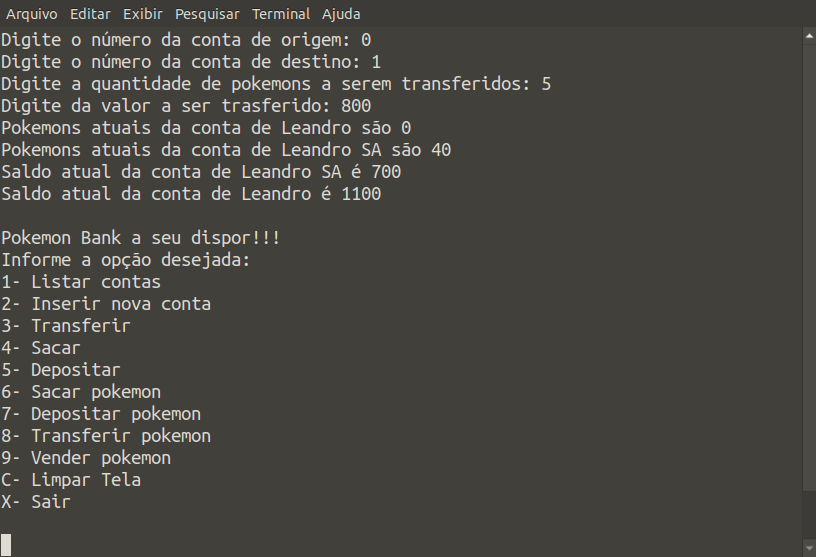 Arquivo Editar Exibir Pesquisar Terminal Ajuda
Digite o número da conta de origem: 0
Digite o número da conta de destino: 1
Digite a quantidade de pokemons a serem transferidos: 5
Digite da valor a ser trasferido: 800
Pokemons atuais da conta de Leandro são 0
Pokemons atuais da conta de Leandro SA são 40
Saldo atual da conta de Leandro SA é 700
Saldo atual da conta de Leandro é 1100
Pokemon Bank a seu dispor!!!
Informe a opção desejada:
1- Listar contas
2- Inserir nova conta
3- Transferir
4- Sacar
5- Depositar
6- Sacar pokemon
7- Depositar pokemon
8- Transferir pokemon
9- Vender pokemon
C- Limpar Tela
X- Sair